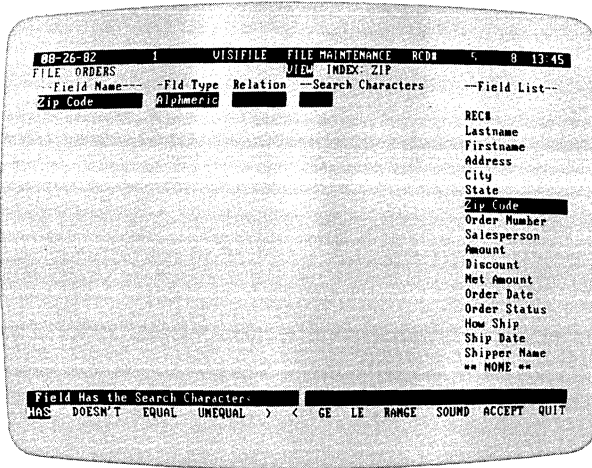 08-26-82 1 VISIFILE FILE MAINTENANCE RCD# 5 8 13:45
FILE ORDERS VIEW INDEX: ZIP
---Field Name--- -Fld Type Relation --Search Characters --Field List--
Zip Code Alphmeric
REC#
Lastname
Firstname
Address
City
State
Zip Code
Order Number
Salesperson
Amount
Discount
Net Amount
Order Date
Order Status
How Ship
Ship Date
Shipper Name
** NONE **
Field Has the Search Characters
HAS DOESN'T EQUAL UNEQUAL > < GE LE RANGE SOUND ACCEPT QUIT